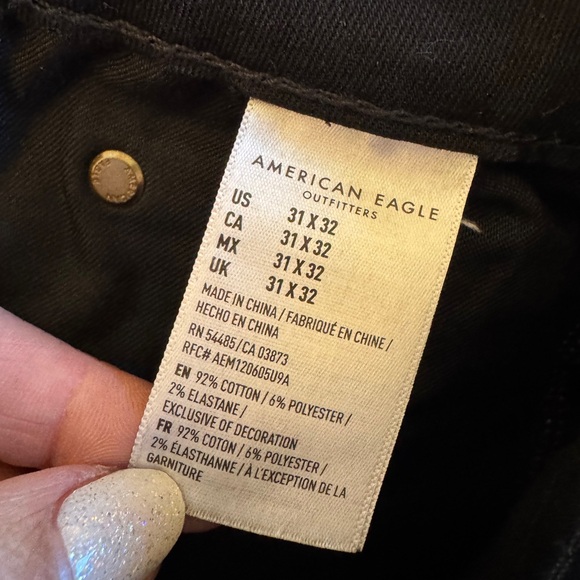 AMERICAN EAGLE
OUTFITTERS
US 31 X 32
CA 31 X 32
MX 31 X 32
UK 31 X 32
MADE IN CHINA / FABRIQUÉ EN CHINE /
HECHO EN CHINA
RN 54485/CA 03873
RFC# AEM120605U9A
EN 92% COTTON / 6% POLYESTER /
2% ELASTANE /
EXCLUSIVE OF DECORATION
FR 92% COTON / 6% POLYESTER /
2% ÉLASTHANNE / À L'EXCEPTION DE LA
GARNITURE